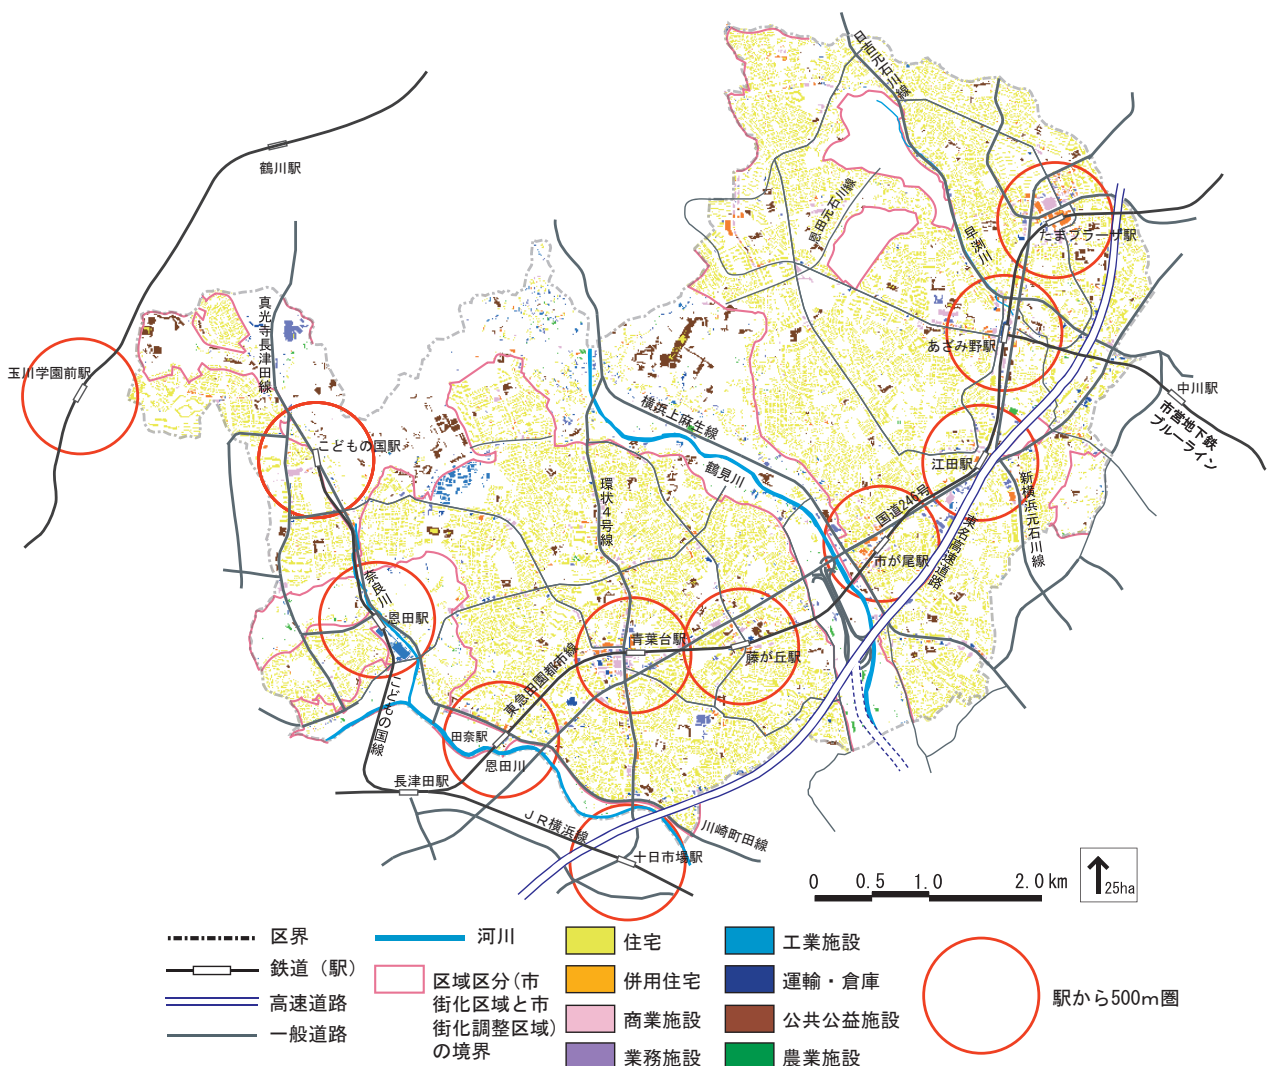 日吉元石川線
鶴川駅
恩田元石川線
早渕川
たまプラーザ駅
真光寺長津田線
あざみ野駅
玉川学園前駅
中川駅
市営地下鉄
ブルーライン
横浜上麻生線
こどもの国駅
鶴見川
江田駅
環状4号線
国道246号
新横浜元石川線
東名高速道路
市が尾駅
奈良川
恩田駅
青葉台駅
藤が丘駅
東急田園都市線
こどもの国線
田奈駅
恩田川
長津田駅
JR横浜線
川崎町田線
十日市場駅
0 0.5 1.0 2.0 km
25ha
区界
鉄道(駅)
高速道路
一般道路
河川
区域区分(市
街化区域と市
街化調整区域)
の境界
住宅
併用住宅
商業施設
業務施設
工業施設
運輸・倉庫
公共公益施設
農業施設
駅から500m圏